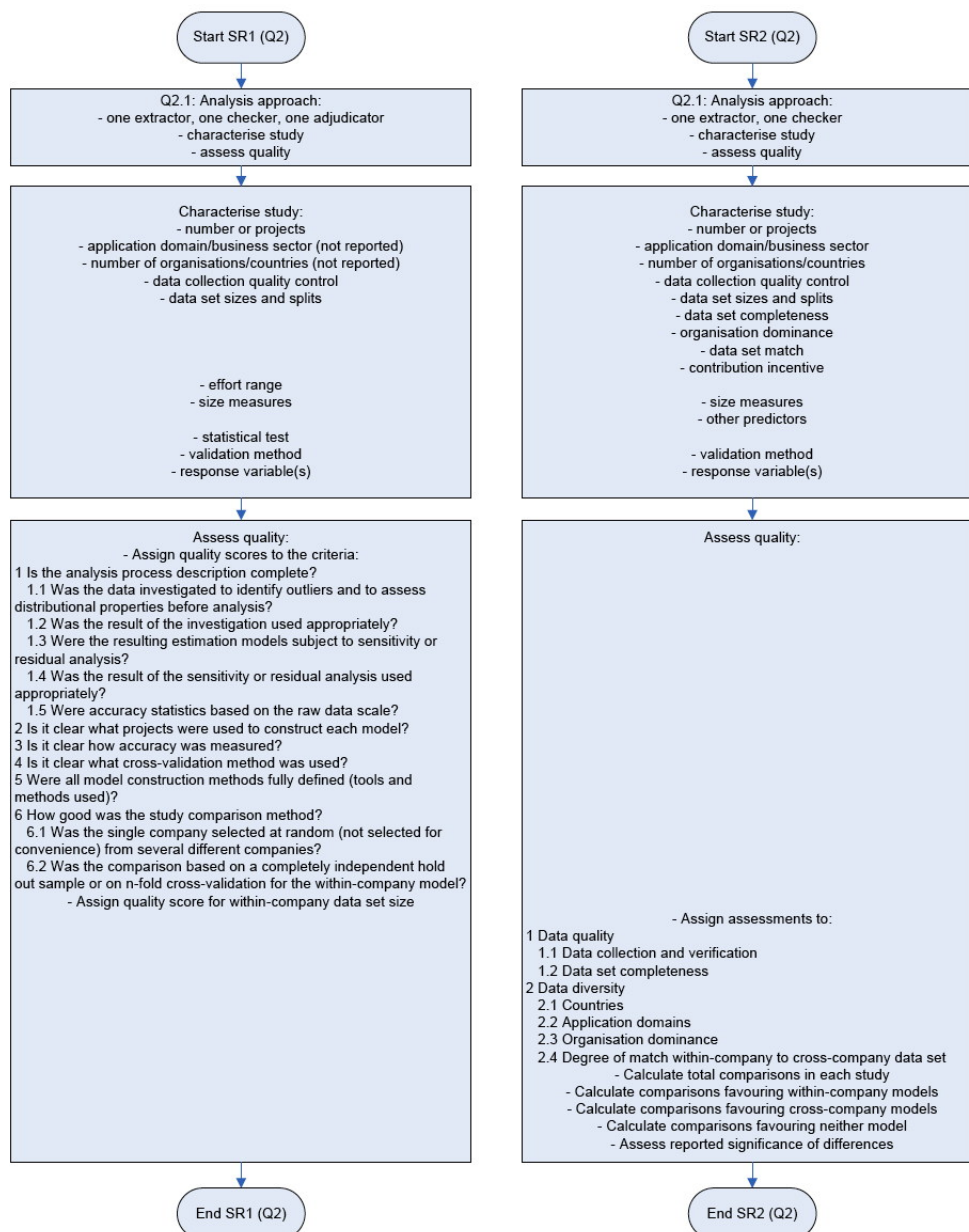 Start SR1 (Q2)
Q2.1: Analysis approach:
- one extractor, one checker, one adjudicator
- characterise study
- assess quality
Characterise study:
- number or projects
- application domain/business sector (not reported)
- number of organisations/countries (not reported)
- data collection quality control
- data set sizes and splits
- effort range
- size measures
- statistical test
- validation method
- response variable(s)
Assess quality:
- Assign quality scores to the criteria:
1 Is the analysis process description complete?
1.1 Was the data investigated to identify outliers and to assess
distributional properties before analysis?
1.2 Was the result of the investigation used appropriately?
1.3 Were the resulting estimation models subject to sensitivity or
residual analysis?
1.4 Was the result of the sensitivity or residual analysis used
appropriately?
1.5 Were accuracy statistics based on the raw data scale?
2 Is it clear what projects were used to construct each model?
3 Is it clear how accuracy was measured?
4 Is it clear what cross-validation method was used?
5 Were all model construction methods fully defined (tools and
methods used)?
6 How good was the study comparison method?
6.1 Was the single company selected at random (not selected for
convenience) from several different companies?
6.2 Was the comparison based on a completely independent hold
out sample or on n-fold cross-validation for the within-company model?
- Assign quality score for within-company data set size
End SR1 (Q2)
Start SR2 (Q2)
Q2.1: Analysis approach:
- one extractor, one checker
- characterise study
- assess quality
Characterise study:
- number or projects
- application domain/business sector
- number of organisations/countries
- data collection quality control
- data set sizes and splits
- data set completeness
- organisation dominance
- data set match
- contribution incentive
- size measures
- other predictors
- validation method
- response variable(s)
Assess quality:
- Assign assessments to:
1 Data quality
1.1 Data collection and verification
1.2 Data set completeness
2 Data diversity
2.1 Countries
2.2 Application domains
2.3 Organisation dominance
2.4 Degree of match within-company to cross-company data set
- Calculate total comparisons in each study
- Calculate comparisons favouring within-company models
- Calculate comparisons favouring cross-company models
- Calculate comparisons favouring neither model
- Assess reported significance of differences
End SR2 (Q2)